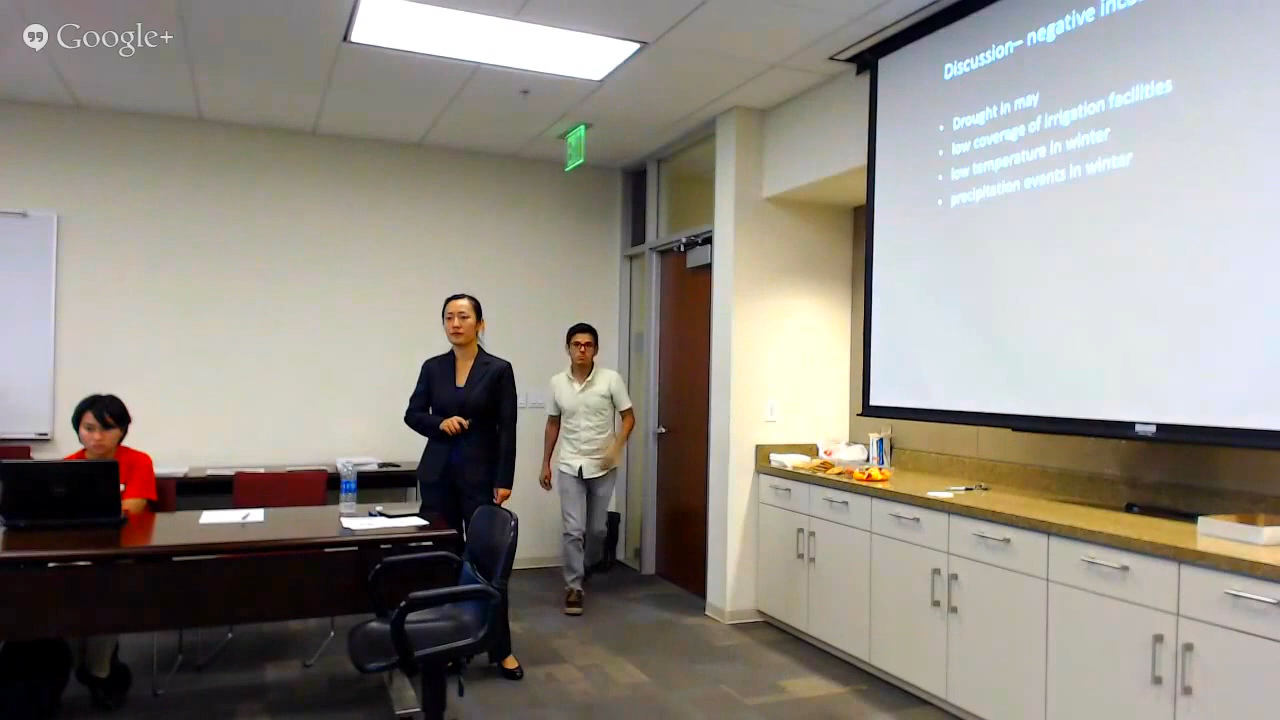 Google+
Discussion– negative
• Drought in may
• low coverage of irrigation facilities
• low temperature in winter
• precipitation events in winter